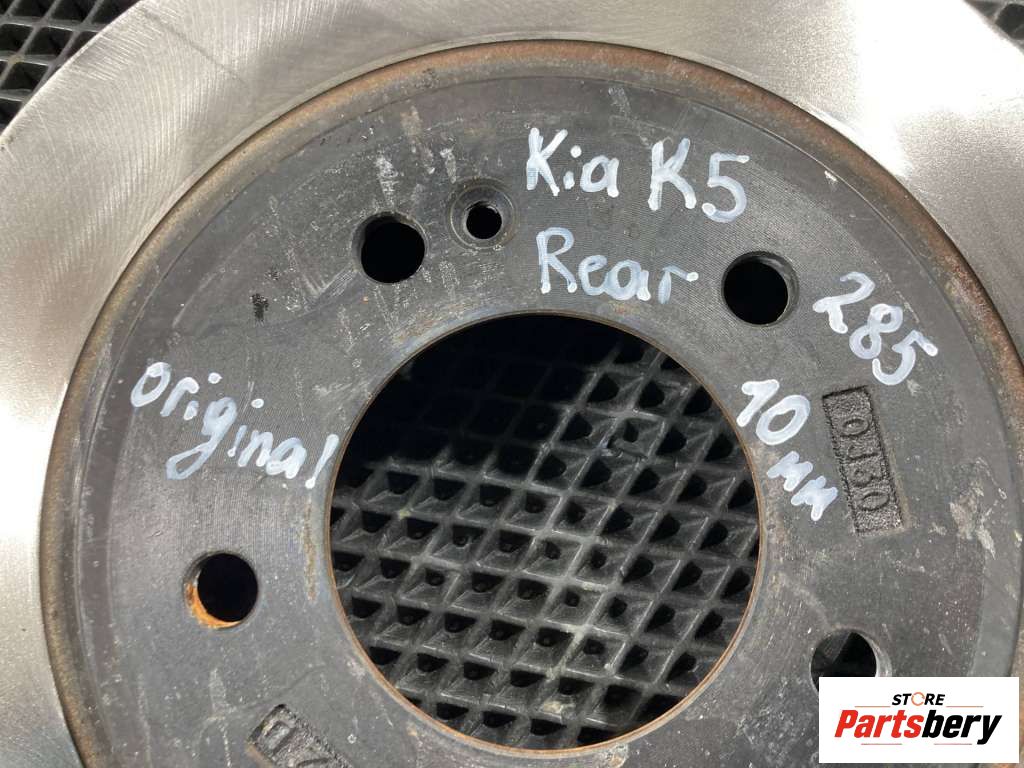 Kia K5
Rear
285
10 мм
original
STORE
Partsbery